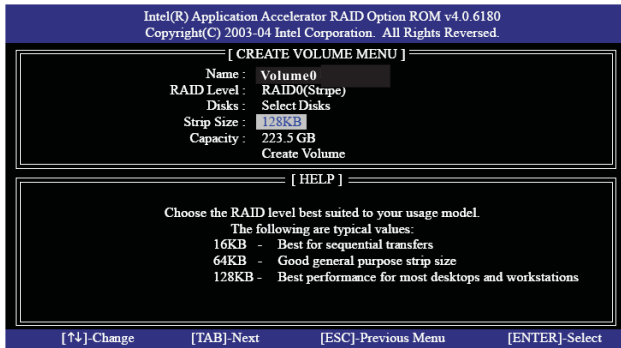 Intel(R) Application Accelerator RAID Option ROM v4.0.6180
Copyright(C) 2003-04 Intel Corporation. All Rights Reversed.
[ CREATE VOLUME MENU ]
Name : Volume0
RAID Level : RAID0(Stripe)
Disks : Select Disks
Strip Size : 128KB
Capacity : 223.5 GB
Create Volume
[ HELP ]
Choose the RAID level best suited to your usage model.
The following are typical values:
16KB - Best for sequential transfers
64KB - Good general purpose strip size
128KB - Best performance for most desktops and workstations
[↑↓]-Change [TAB]-Next [ESC]-Previous Menu [ENTER]-Select